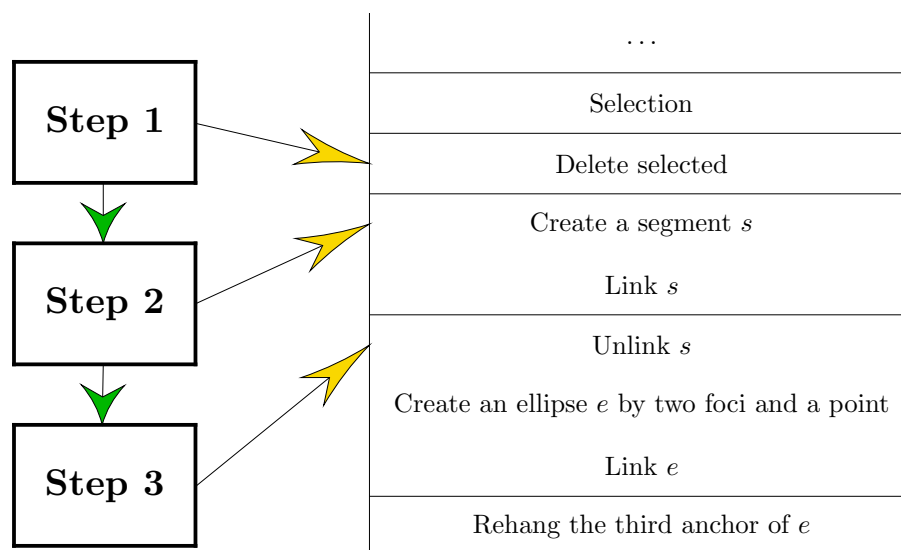 Step 1
Step 2
Step 3
...
Selection
Delete selected
Create a segment s
Link s
Unlink s
Create an ellipse e by two foci and a point
Link e
Rehang the third anchor of e